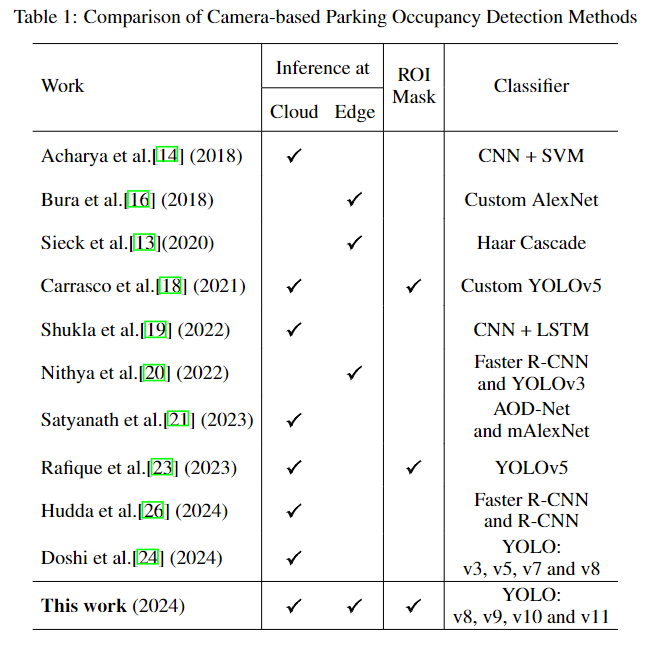 Table 1: Comparison of Camera-based Parking Occupancy Detection Methods
Work Inference at ROI Mask Classifier
Cloud Edge
Acharya et al.[14] (2018) ✓ CNN + SVM
Bura et al.[16] (2018) ✓ Custom AlexNet
Sieck et al.[13](2020) ✓ Haar Cascade
Carrasco et al.[18] (2021) ✓ ✓ Custom YOLOv5
Shukla et al.[19] (2022) ✓ CNN + LSTM
Nithya et al.[20] (2022) ✓ Faster R-CNN
and YOLOv3
Satyanath et al.[21] (2023) ✓ AOD-Net
and mAlexNet
Rafique et al.[23] (2023) ✓ ✓ YOLOv5
Hudda et al.[26] (2024) ✓ Faster R-CNN
and R-CNN
Doshi et al.[24] (2024) ✓ YOLO:
v3, v5, v7 and v8
This work (2024) ✓ ✓ ✓ YOLO:
v8, v9, v10 and v11